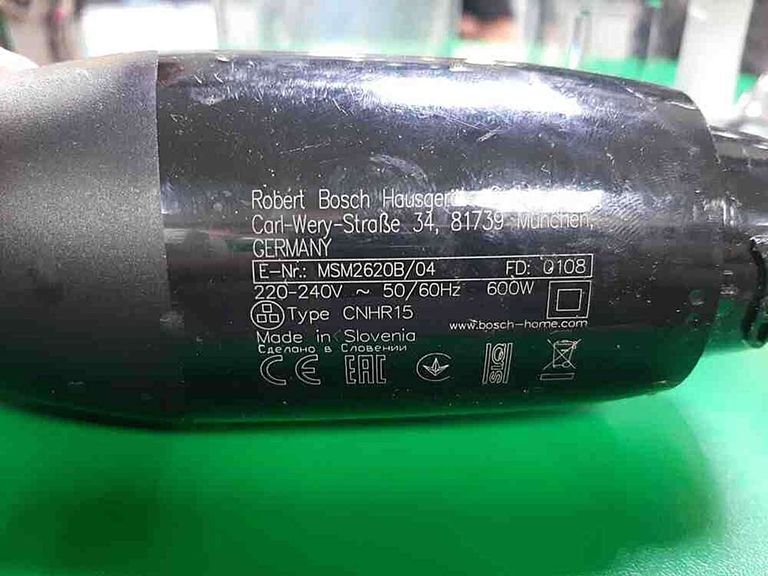 Robert Bosch
Carl-Wery-Straße 34, 81739 München,
GERMANY
E-Nr.: MSM2620B/04 FD: 0108
220-240V ~ 50/60Hz 600W
Type CNHR15
www.bosch-home.com
Made in Slovenia
Сделано в Словении
CE EAC SIQ